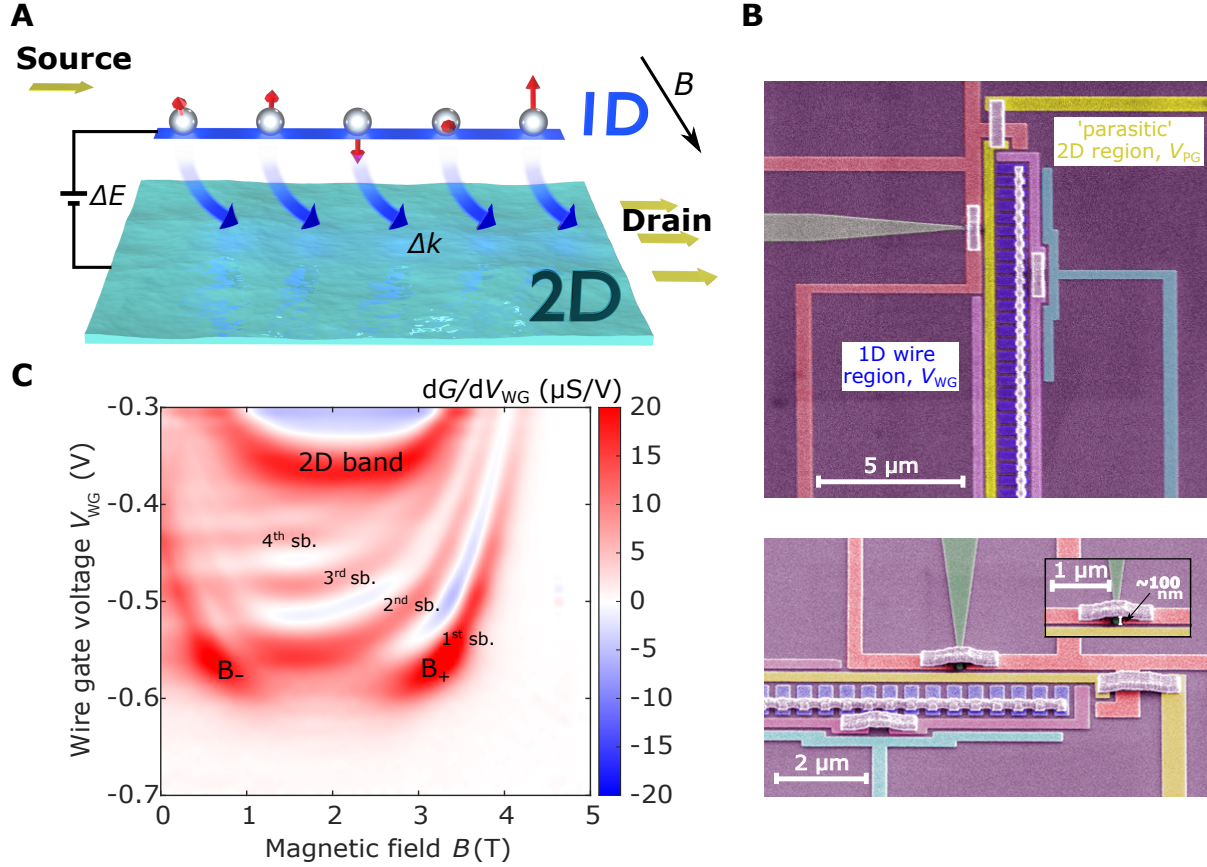 A
Source
1D
B
ΔE
Δk
Drain
2D
B
'parasitic'
2D region, V_PG
1D wire
region, V_WG
5 μm
1 μm
~100
nm
2 μm
C
dG/dV_WG (μS/V)
Wire gate voltage V_WG (V)
-0.3
-0.4
-0.5
-0.6
-0.7
2D band
4th sb.
3rd sb.
2nd sb.
1st sb.
B₋
B₊
0
1
2
3
4
5
Magnetic field B(T)
20
15
10
5
0
-5
-10
-15
-20